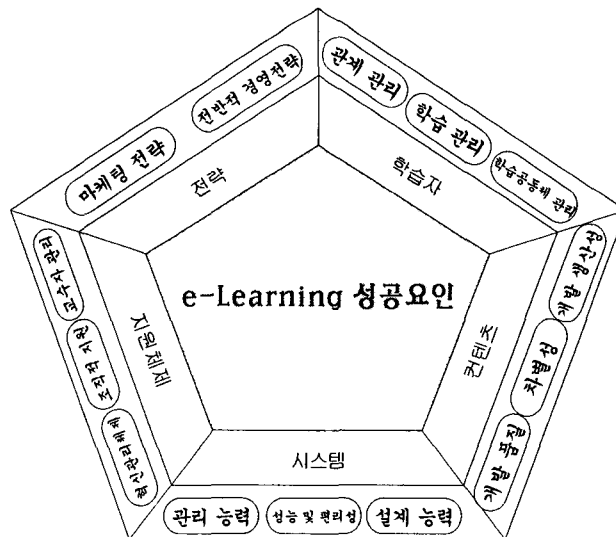 전반적 경영전략
마케팅 전략
전략
관계 관리
학습 관리
학습공동체 관리
학습자
e-Learning 성공요인
개발 생산성
차별성
개발 품질
컨텐츠
교수자 관리
조직적 지원
혁신관리체제
지원체제
시스템
관리 능력
성능 및 편리성
설계 능력